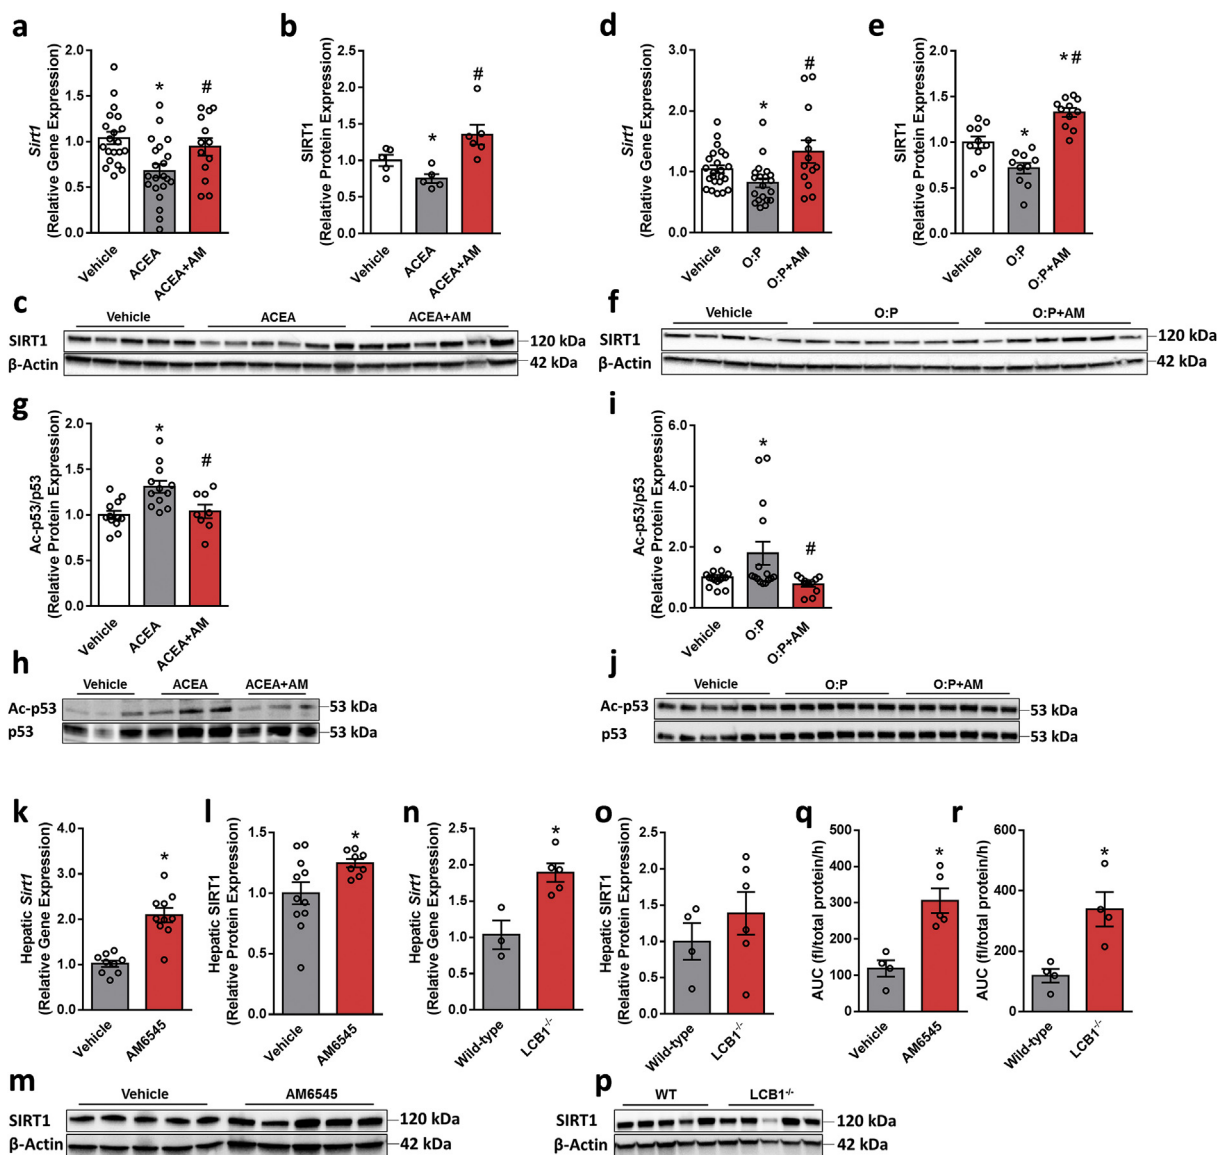 a
Sirt1
(Relative Gene Expression)
2.0
1.5
1.0
0.5
0.0
*
#
Vehicle
ACEA
ACEA+AM
b
SIRT1
(Relative Protein Expression)
2.5
2.0
1.5
1.0
0.5
0.0
*
#
Vehicle
ACEA
ACEA+AM
d
Sirt1
(Relative Gene Expression)
3.0
2.0
1.0
0.0
*
#
Vehicle
O:P
O:P+AM
e
SIRT1
(Relative Protein Expression)
2.0
1.5
1.0
0.5
0.0
*
* #
Vehicle
O:P
O:P+AM
c
Vehicle ACEA ACEA+AM
SIRT1 120 kDa
β-Actin 42 kDa
f
Vehicle O:P O:P+AM
SIRT1 120 kDa
β-Actin 42 kDa
g
Ac-p53/p53
(Relative Protein Expression)
2.0
1.5
1.0
0.5
0.0
*
#
Vehicle
ACEA
ACEA+AM
i
Ac-p53/p53
(Relative Protein Expression)
6.0
4.0
2.0
0.0
*
#
Vehicle
O:P
O:P+AM
h
Vehicle ACEA ACEA+AM
Ac-p53 53 kDa
p53 53 kDa
j
Vehicle O:P O:P+AM
Ac-p53 53 kDa
p53 53 kDa
k
Hepatic Sirt1
(Relative Gene Expression)
4.0
3.0
2.0
1.0
0.0
*
Vehicle
AM6545
l
Hepatic SIRT1
(Relative Protein Expression)
1.5
1.0
0.5
0.0
*
Vehicle
AM6545
n
Hepatic Sirt1
(Relative Gene Expression)
2.5
2.0
1.5
1.0
0.5
0.0
*
Wild-type
LCB1-/-
o
Hepatic SIRT1
(Relative Protein Expression)
2.5
2.0
1.5
1.0
0.5
0.0
Wild-type
LCB1-/-
q
AUC (fl/total protein/h)
500
400
300
200
100
0
*
Vehicle
AM6545
r
AUC (fl/total protein/h)
600
400
200
0
*
Wild-type
LCB1-/-
m
Vehicle AM6545
SIRT1 120 kDa
β-Actin 42 kDa
p
WT LCB1-/-
SIRT1 120 kDa
β-Actin 42 kDa